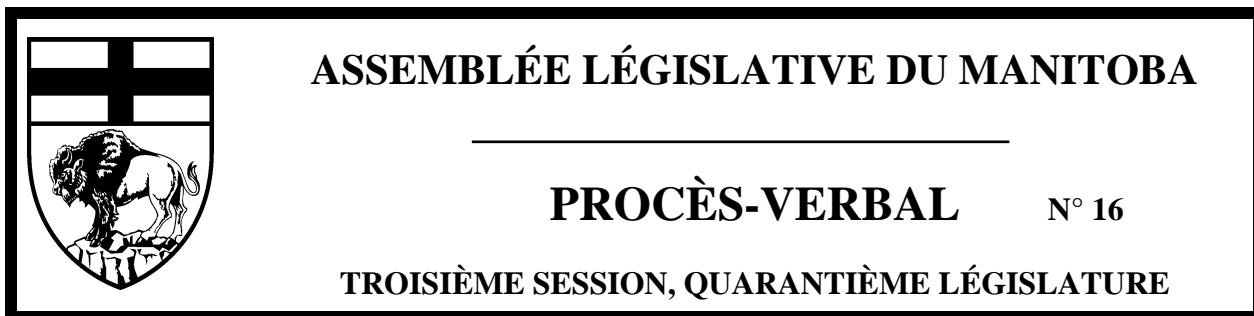 ASSEMBLÉE LÉGISLATIVE DU MANITOBA
PROCÈS-VERBAL N° 16
TROISIÈME SESSION, QUARANTIÈME LÉGISLATURE